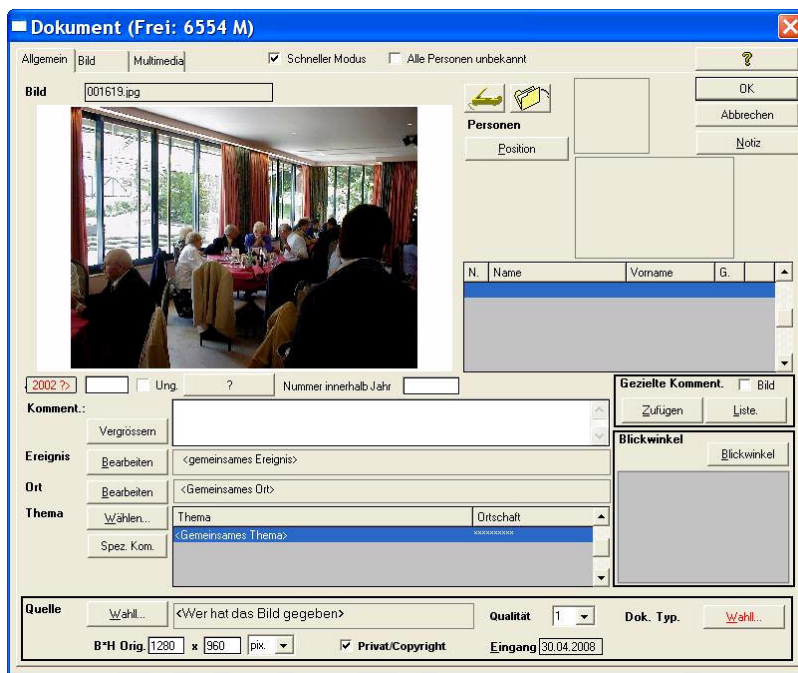 Dokument (Frei: 6554 M)
Allgemein Bild Multimedia Schneller Modus Alle Personen unbekannt ?
Bild 001619.jpg OK
Abbrechen
Personen
Position Notiz
N. Name Vorname G.
2002 ?> Ung. ? Nummer innerhalb Jahr Gezielte Komment. Bild
Komment.: Zufügen Liste.
Vergrössern
Blickwinkel
Blickwinkel
Ereignis Bearbeiten <gemeinsames Ereignis>
Ort Bearbeiten <Gemeinsames Ort>
Thema Wählen... Thema Ortschaft
<Gemeinsames Thema> xxxxxxxxxx
Spez. Kom.
Quelle Wahll... <Wer hat das Bild gegeben> Qualität 1 Dok. Typ. Wahll...
B*H Orig. 1280 x 960 pix. Privat/Copyright Eingang 30.04.2008